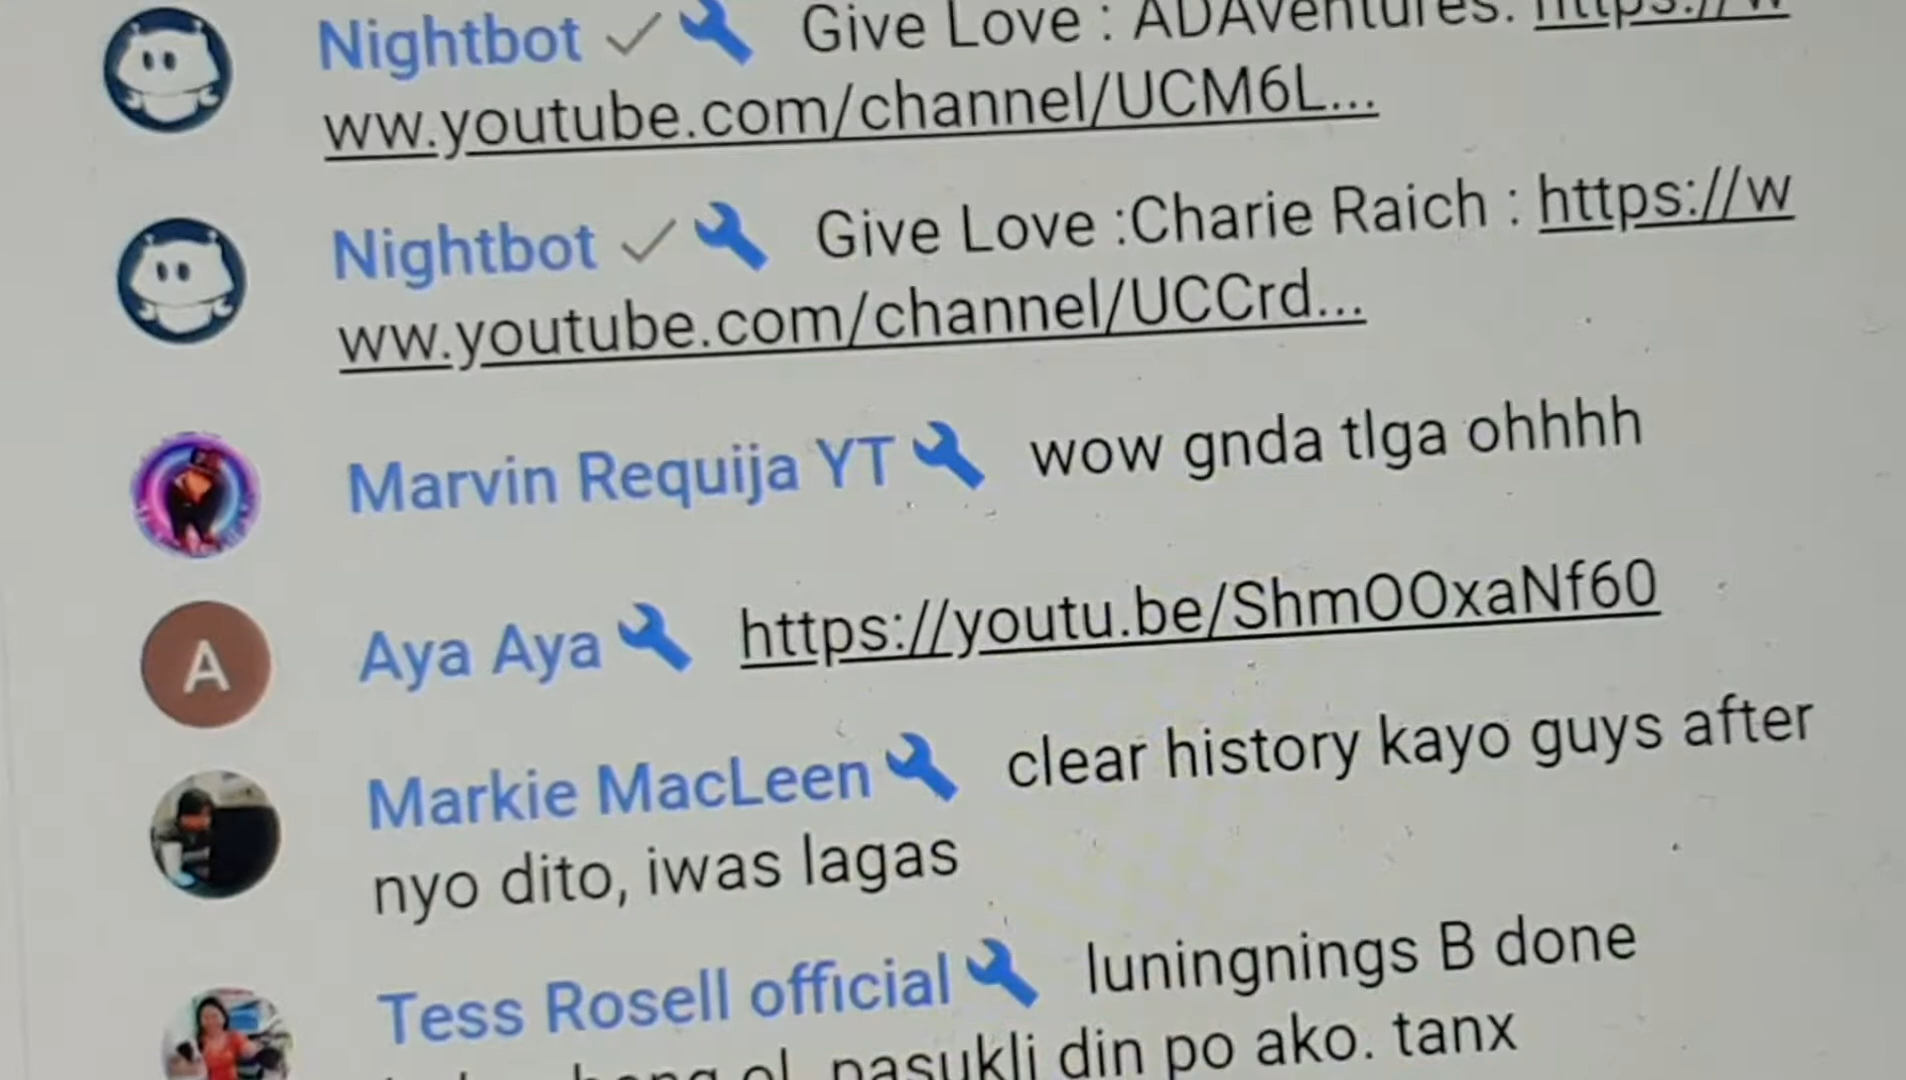 Nightbot Give Love : ADAventures. https://w
ww.youtube.com/channel/UCM6L...
Nightbot Give Love :Charie Raich : https://w
ww.youtube.com/channel/UCCrd...
Marvin Requija YT wow gnda tlga ohhhh
A
Aya Aya https://youtu.be/ShmOOxaNf60
Markie MacLeen clear history kayo guys after
nyo dito, iwas lagas
Tess Rosell official luningnings B done
pasukli din po ako. tanx